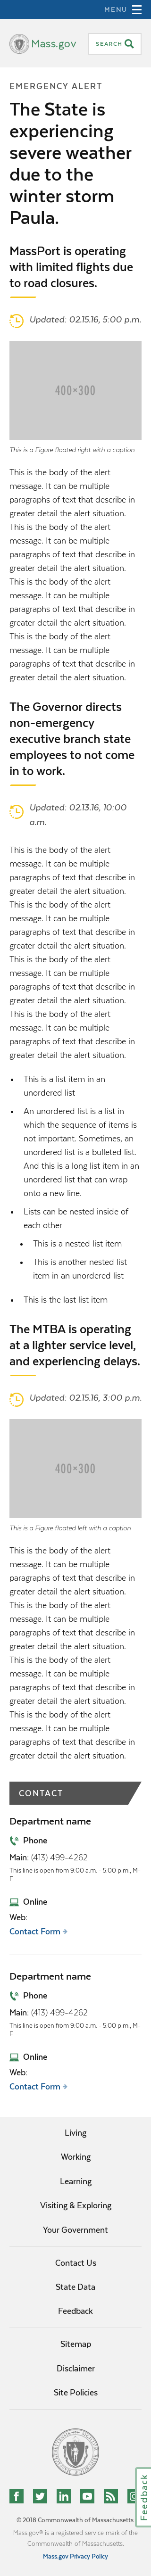 MENU
Mass.gov
SEARCH
EMERGENCY ALERT
The State is
experiencing
severe weather
due to the
winter storm
Paula.
MassPort is operating
with limited flights due
to road closures.
Updated: 02.15.16, 5:00 p.m.
400×300
This is a Figure floated right with a caption
This is the body of the alert
message. It can be multiple
paragraphs of text that describe in
greater detail the alert situation.
This is the body of the alert
message. It can be multiple
paragraphs of text that describe in
greater detail the alert situation.
This is the body of the alert
message. It can be multiple
paragraphs of text that describe in
greater detail the alert situation.
This is the body of the alert
message. It can be multiple
paragraphs of text that describe in
greater detail the alert situation.
The Governor directs
non-emergency
executive branch state
employees to not come
in to work.
Updated: 02.13.16, 10:00
a.m.
This is the body of the alert
message. It can be multiple
paragraphs of text that describe in
greater detail the alert situation.
This is the body of the alert
message. It can be multiple
paragraphs of text that describe in
greater detail the alert situation.
This is the body of the alert
message. It can be multiple
paragraphs of text that describe in
greater detail the alert situation.
This is the body of the alert
message. It can be multiple
paragraphs of text that describe in
greater detail the alert situation.
• This is a list item in an
unordered list
• An unordered list is a list in
which the sequence of items is
not important. Sometimes, an
unordered list is a bulleted list.
And this is a long list item in an
unordered list that can wrap
onto a new line.
• Lists can be nested inside of
each other
• This is a nested list item
• This is another nested list
item in an unordered list
• This is the last list item
The MTBA is operating
at a lighter service level,
and experiencing delays.
Updated: 02.15.16, 3:00 p.m.
400×300
This is a Figure floated left with a caption
This is the body of the alert
message. It can be multiple
paragraphs of text that describe in
greater detail the alert situation.
This is the body of the alert
message. It can be multiple
paragraphs of text that describe in
greater detail the alert situation.
This is the body of the alert
message. It can be multiple
paragraphs of text that describe in
greater detail the alert situation.
This is the body of the alert
message. It can be multiple
paragraphs of text that describe in
greater detail the alert situation.
CONTACT
Department name
Phone
Main: (413) 499-4262
This line is open from 9:00 a.m. - 5:00 p.m., M-
F
Online
Web:
Contact Form
Department name
Phone
Main: (413) 499-4262
This line is open from 9:00 a.m. - 5:00 p.m., M-
F
Online
Web:
Contact Form
Living
Working
Learning
Visiting & Exploring
Your Government
Contact Us
State Data
Feedback
Sitemap
Disclaimer
Site Policies
Feedback
© 2018 Commonwealth of Massachusetts.
Mass.gov® is a registered service mark of the
Commonwealth of Massachusetts.
Mass.gov Privacy Policy